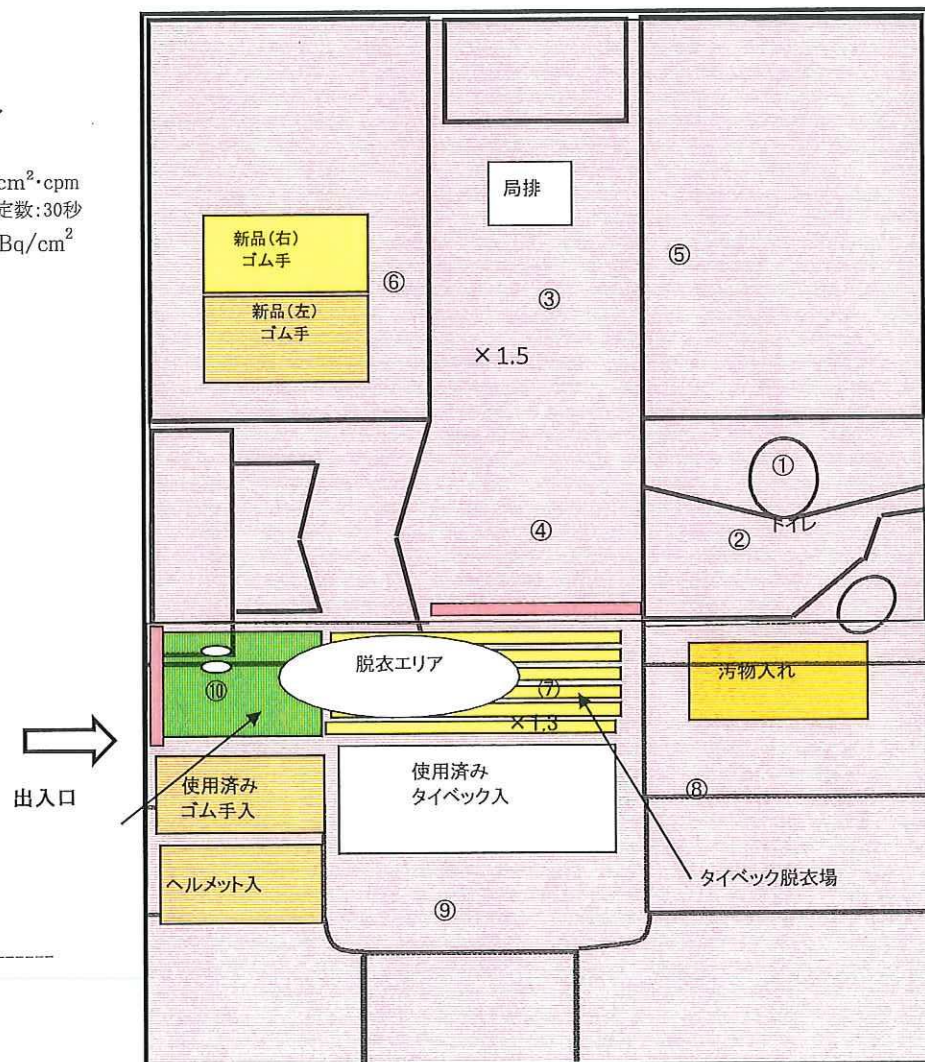 cm²・cpm
定数:30秒
Bq/cm²
局排
新品(右)
ゴム手
⑤
⑥
③
新品(左)
ゴム手
×1.5
①
④
②
トイレ
脱衣エリア
汚物入れ
⑩
(7)
×1.3
使用済み
タイベック入
使用済み
ゴム手入
出入口
⑧
ヘルメット入
タイベック脱衣場
⑨